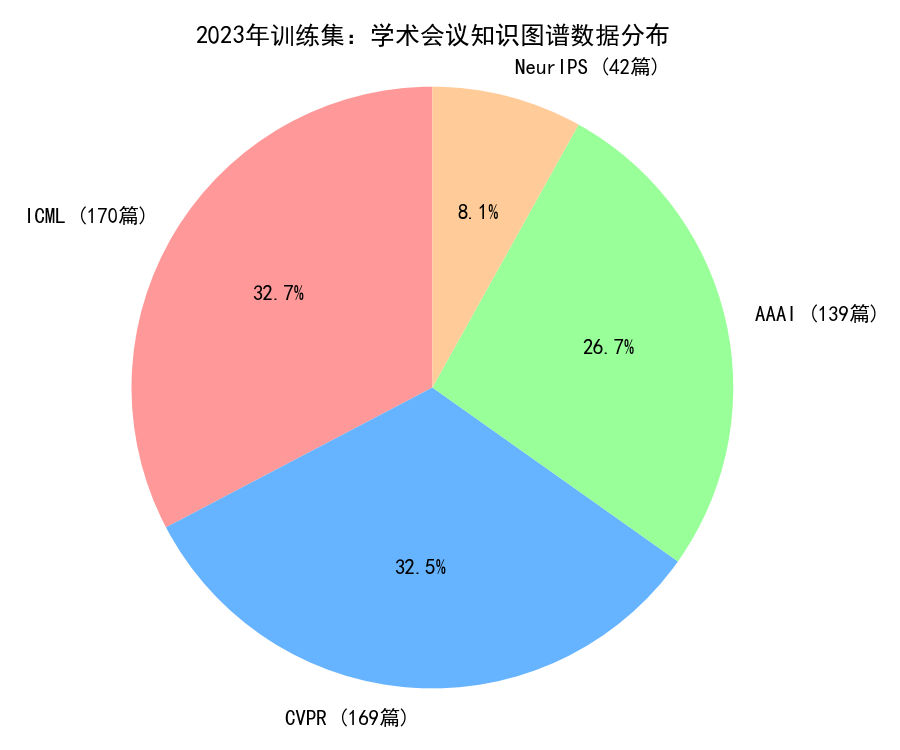 2023年训练集：学术会议知识图谱数据分布
NeurIPS (42篇)
ICML (170篇)
8.1%
32.7%
AAAI (139篇)
26.7%
32.5%
CVPR (169篇)